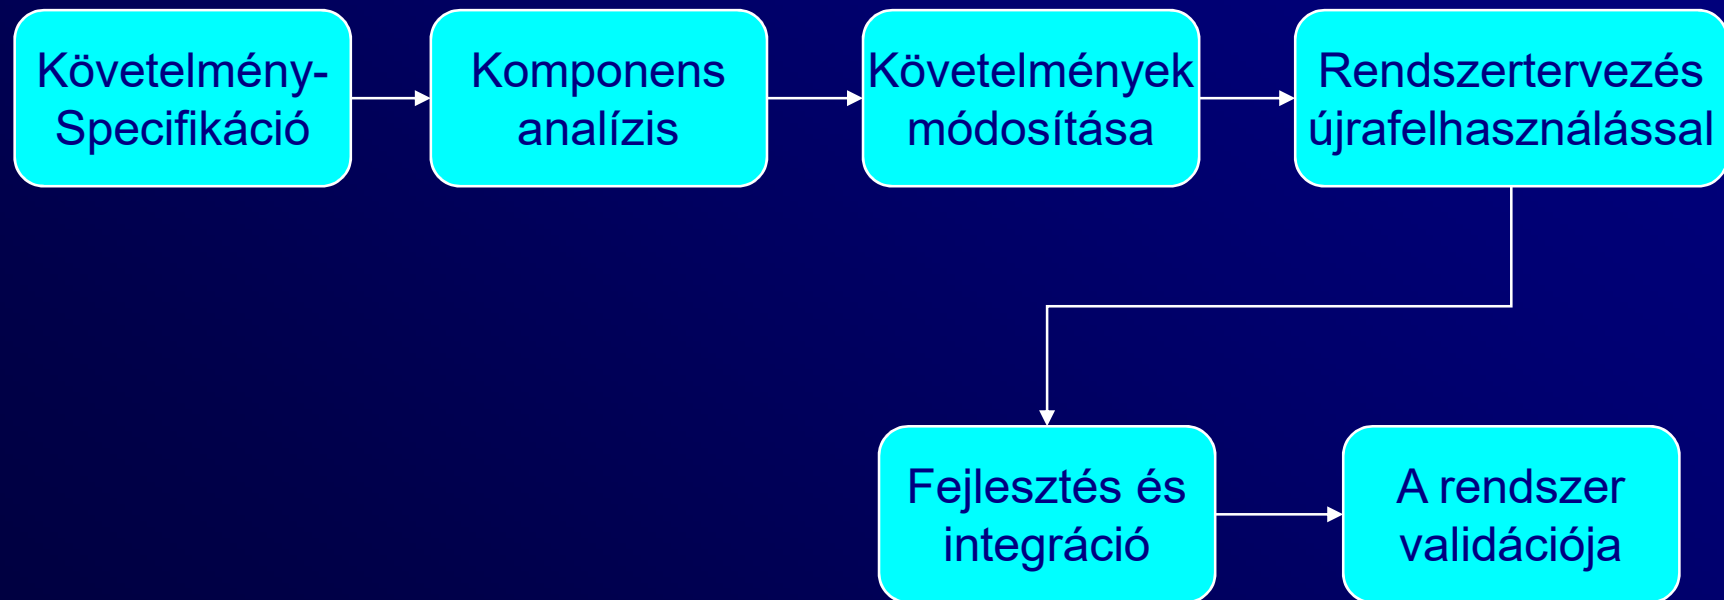 Követelmény-
Specifikáció
Komponens
analízis
Követelmények
módosítása
Rendszertervezés
újrafelhasználással
Fejlesztés és
integráció
A rendszer
validációja